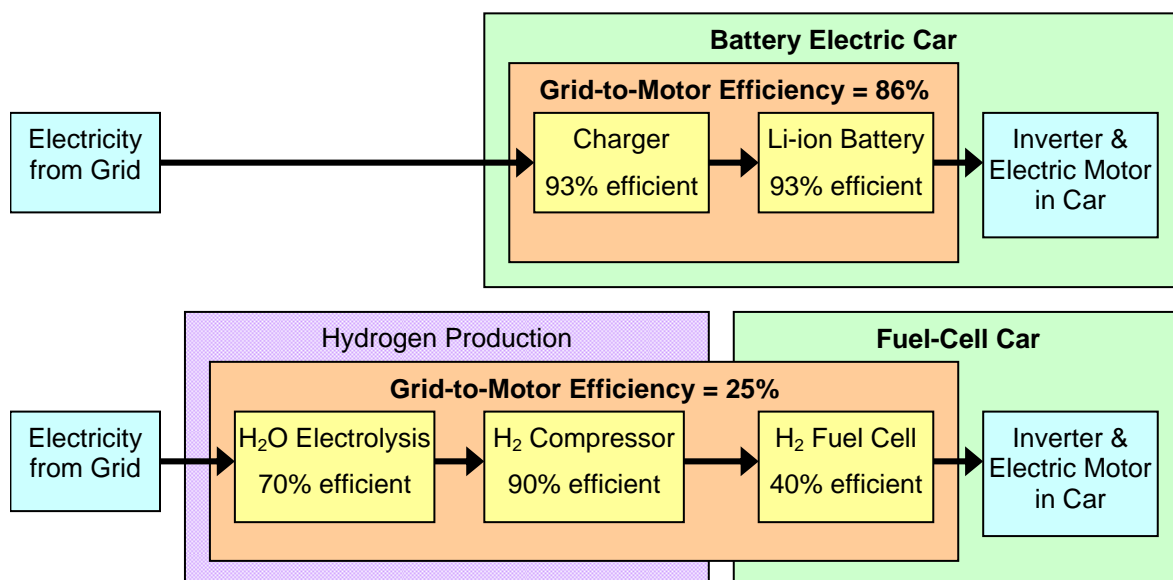 Battery Electric Car
Grid-to-Motor Efficiency = 86%
Electricity
from Grid
Charger
93% efficient
Li-ion Battery
93% efficient
Inverter &
Electric Motor
in Car
Hydrogen Production
Fuel-Cell Car
Grid-to-Motor Efficiency = 25%
Electricity
from Grid
H₂O Electrolysis
70% efficient
H₂ Compressor
90% efficient
H₂ Fuel Cell
40% efficient
Inverter &
Electric Motor
in Car